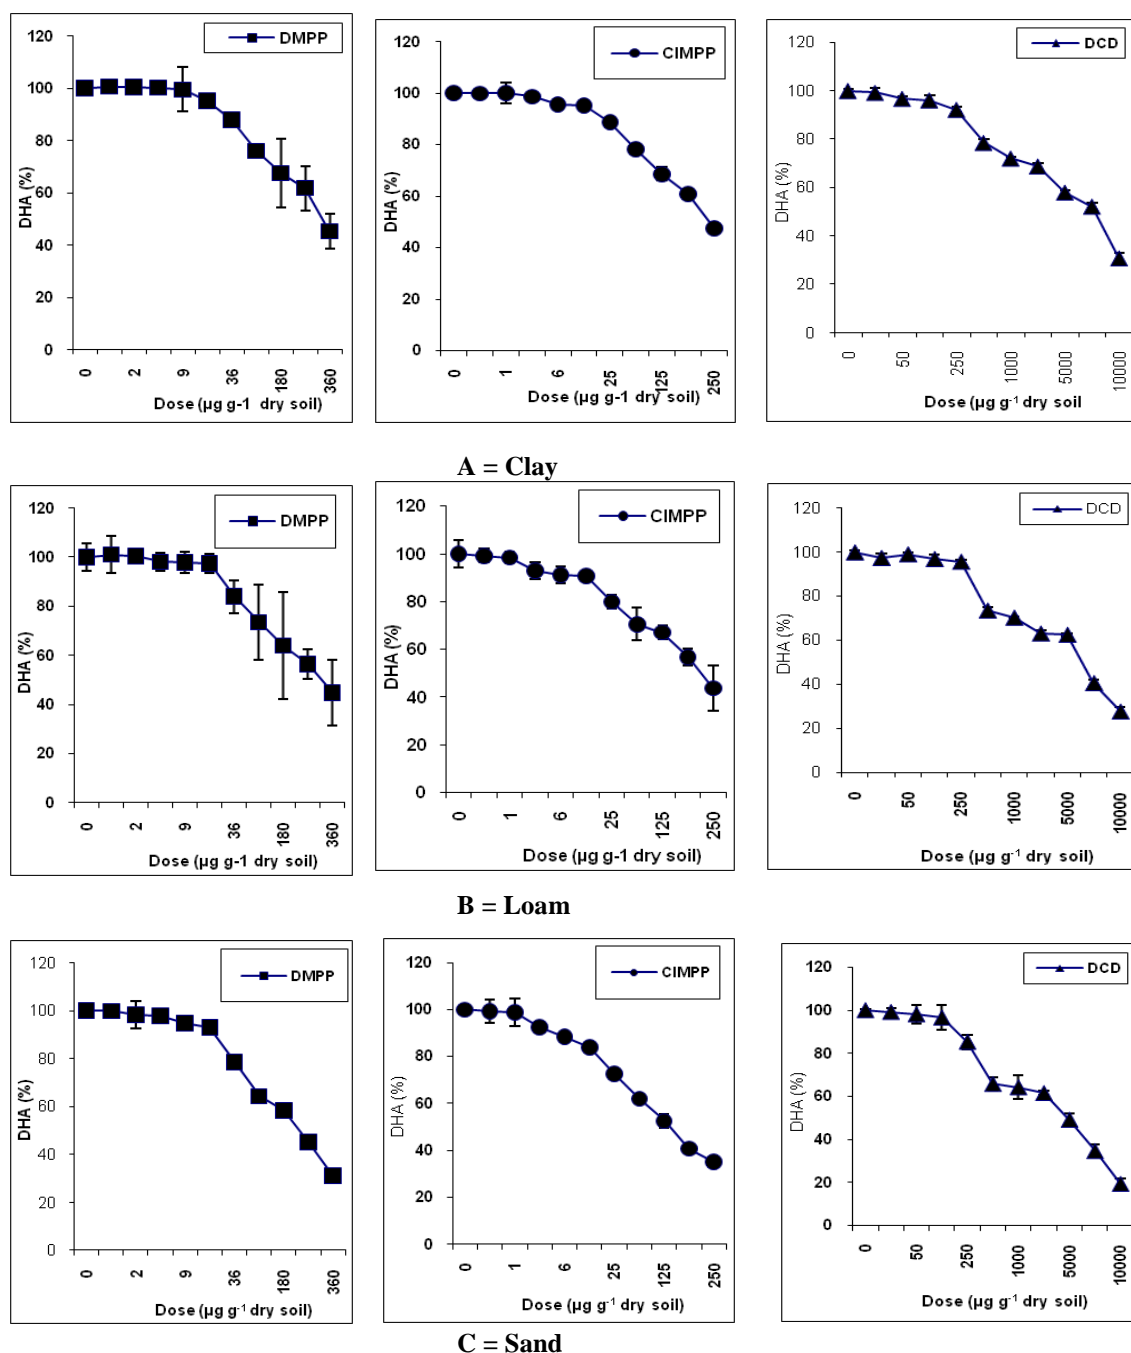 DMPP
120
100
80
60
40
20
0
DHA (%)
0 2 9 36 180 360
Dose (µg g-1 dry soil)
CIMPP
120
100
80
60
40
20
0
DHA (%)
0 1 6 25 125 250
Dose (µg g-1 dry soil)
DCD
120
100
80
60
40
20
0
DHA (%)
0 50 250 1000 5000 10000
Dose (µg g-1 dry soil
A = Clay
DMPP
120
100
80
60
40
20
0
DHA (%)
0 2 9 36 180 360
Dose (µg g-1 dry soil)
CIMPP
120
100
80
60
40
20
0
DHA (%)
0 1 6 25 125 250
Dose (µg g-1 dry soil)
DCD
120
100
80
60
40
20
0
DHA (%)
0 50 250 1000 5000 10000
Dose (µg g-1 dry soil)
B = Loam
DMPP
120
100
80
60
40
20
0
DHA (%)
0 2 9 36 180 360
Dose (µg g-1 dry soil)
CIMPP
120
100
80
60
40
20
0
DHA (%)
0 1 6 25 125 250
Dose (µg g-1 dry soil)
DCD
120
100
80
60
40
20
0
DHA (%)
0 50 250 1000 5000 10000
Dose (µg g-1 dry soil)
C = Sand